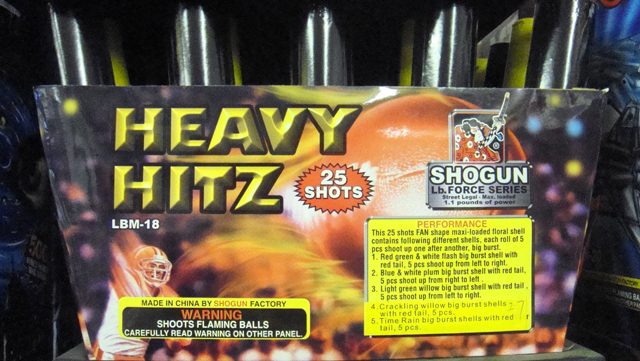 HEAVY
HITZ
25
SHOTS
LBM-18
SHOGUN
Lb. FORCE SERIES
Street Legal - Max. loaded
1.1 pounds of power
PERFORMANCE
This 25 shots FAN shape maxi-loaded floral shell
contains following different shells, each roll of 5
pcs shoot up one after another, big burst.
1. Red green & white flash big burst shell with
red tail, 5 pcs shoot up from left to right.
2. Blue & white plum big burst shell with red tail,
5 pcs shoot up from right to left.
3. Light green willow big burst shell with red tail,
5 pcs shoot up from left to right.
4. Crackling willow big burst shells
with red tail, 5 pcs.
5. Time Rain big burst shells with red
tail, 5 pcs.
MADE IN CHINA BY SHOGUN FACTORY
WARNING
SHOOTS FLAMING BALLS
CAREFULLY READ WARNING ON OTHER PANEL.